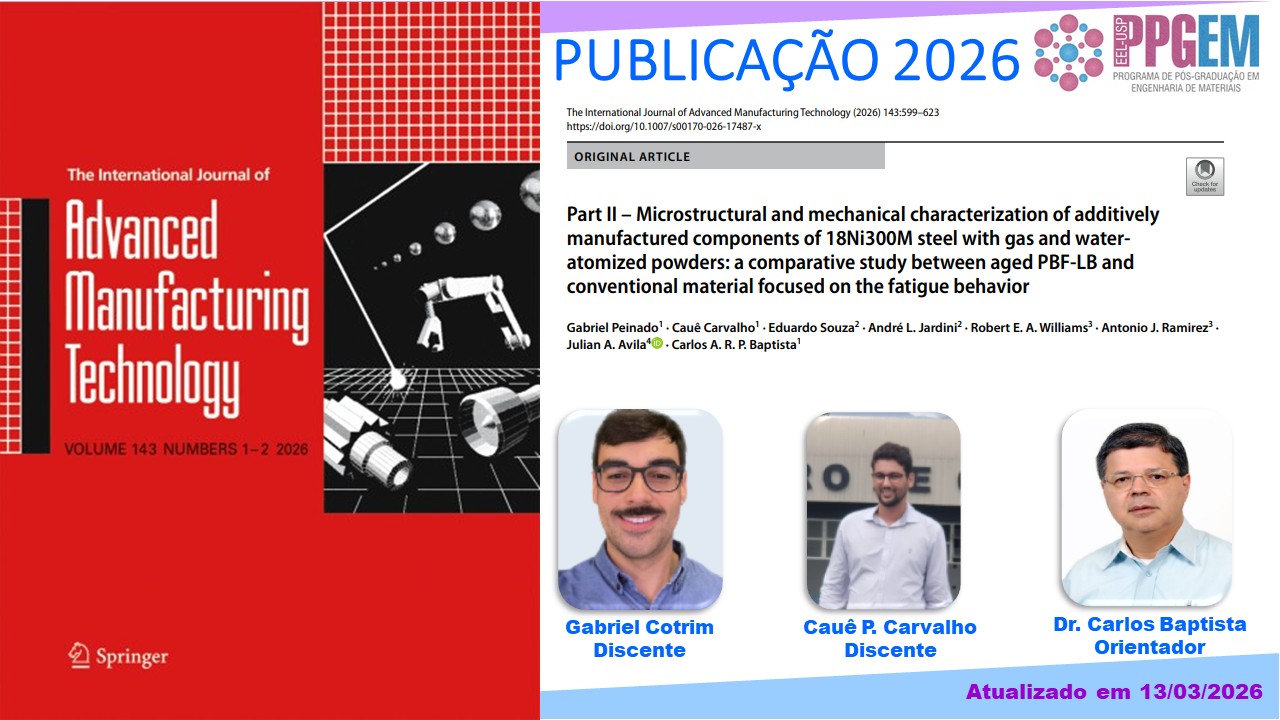 The International Journal of
Advanced
Manufacturing
Technology
VOLUME 143 NUMBERS 1–2 2026
Springer
PUBLICAÇÃO 2026
EEL-USP
PPGEM
PROGRAMA DE PÓS-GRADUAÇÃO EM
ENGENHARIA DE MATERIAIS
The International Journal of Advanced Manufacturing Technology (2026) 143:599–623
https://doi.org/10.1007/s00170-026-17487-x
ORIGINAL ARTICLE
Check for
updates
Part II – Microstructural and mechanical characterization of additively
manufactured components of 18Ni300M steel with gas and water-
atomized powders: a comparative study between aged PBF-LB and
conventional material focused on the fatigue behavior
Gabriel Peinado1 · Cauê Carvalho1 · Eduardo Souza2 · André L. Jardini2 · Robert E. A. Williams3 · Antonio J. Ramirez3 ·
Julian A. Avila4 iD · Carlos A. R. P. Baptista1
RO E
Gabriel Cotrim
Discente
Cauê P. Carvalho
Discente
Dr. Carlos Baptista
Orientador
Atualizado em 13/03/2026